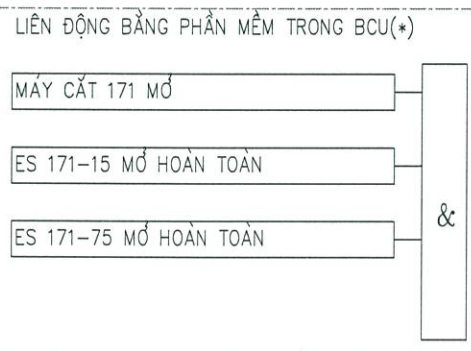 LIÊN ĐỘNG BẰNG PHẦN MỀM TRONG BCU(*)
MÁY CẮT 171 MỞ
ES 171-15 MỞ HOÀN TOÀN
ES 171-75 MỞ HOÀN TOÀN
&